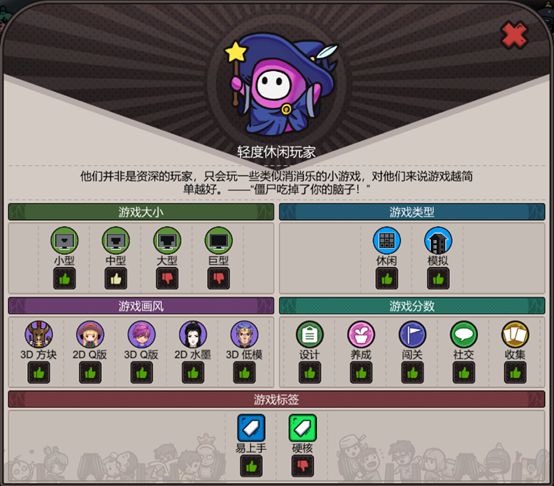 轻度休闲玩家
他们并非是资深的玩家，只会玩一些类似消消乐的小游戏，对他们来说游戏越简
单越好。——“僵尸吃掉了你的脑子！”
游戏大小
小型 中型 大型 巨型
游戏类型
休闲 模拟
游戏画风
3D 方块 2D Q版 3D Q版 2D 水墨 3D 低模
游戏分数
设计 养成 闯关 社交 收集
游戏标签
易上手 硬核